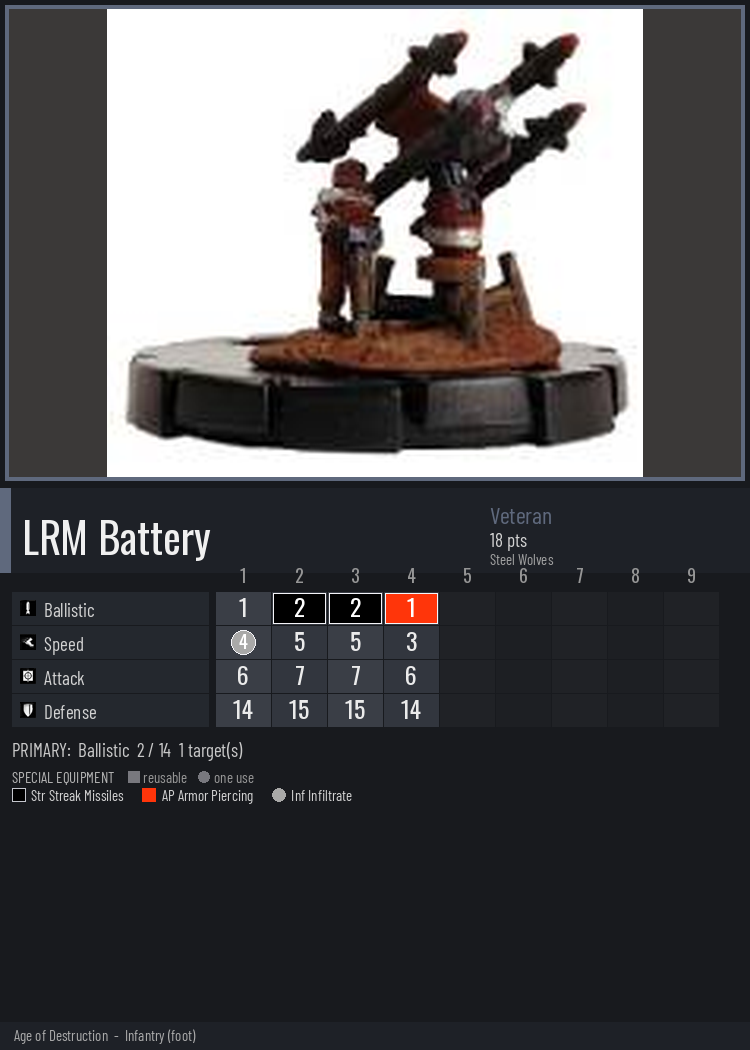 LRM Battery
Veteran
18 pts
Steel Wolves
1 2 3 4 5 6 7 8 9
Ballistic 1 2 2 1
Speed 4 5 5 3
Attack 6 7 7 6
Defense 14 15 15 14
PRIMARY: Ballistic 2 / 14 1 target(s)
SPECIAL EQUIPMENT reusable one use
Str Streak Missiles AP Armor Piercing Inf Infiltrate
Age of Destruction - Infantry (foot)